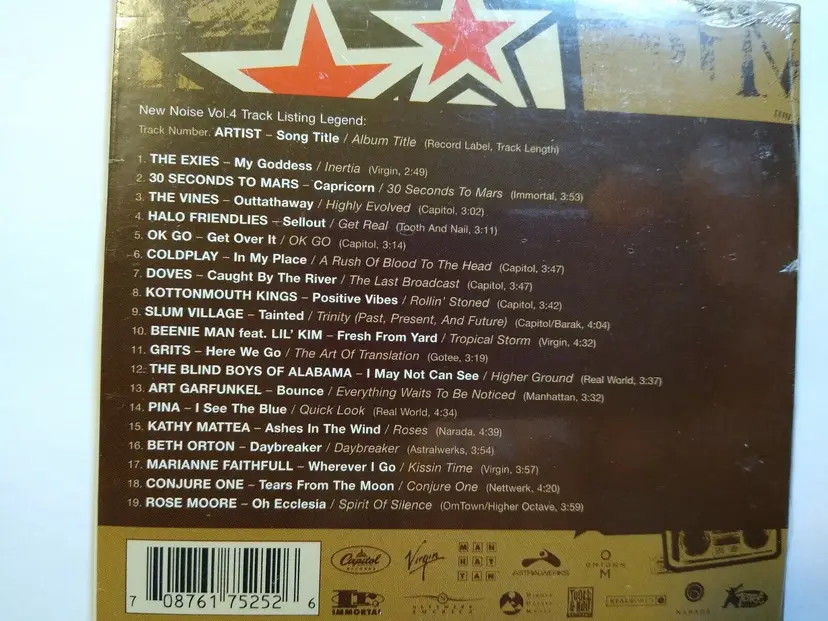 New Noise Vol.4 Track Listing Legend:
Track Number. ARTIST – Song Title / Album Title (Record Label, Track Length)
1. THE EXIES – My Goddess / Inertia (Virgin, 2:49)
2. 30 SECONDS TO MARS – Capricorn / 30 Seconds To Mars (Immortal, 3:53)
3. THE VINES – Outtathaway / Highly Evolved (Capitol, 3:02)
4. HALO FRIENDLIES – Sellout / Get Real (Tooth And Nail, 3:11)
5. OK GO – Get Over It / OK GO (Capitol, 3:14)
6. COLDPLAY – In My Place / A Rush Of Blood To The Head (Capitol, 3:47)
7. DOVES – Caught By The River / The Last Broadcast (Capitol, 3:47)
8. KOTTONMOUTH KINGS – Positive Vibes / Rollin' Stoned (Capitol, 3:42)
9. SLUM VILLAGE – Tainted / Trinity (Past, Present, And Future) (Capitol/Barak, 4:04)
10. BEENIE MAN feat. LIL' KIM – Fresh From Yard / Tropical Storm (Virgin, 4:32)
11. GRITS – Here We Go / The Art Of Translation (Gotee, 3:19)
12. THE BLIND BOYS OF ALABAMA – I May Not Can See / Higher Ground (Real World, 3:37)
13. ART GARFUNKEL – Bounce / Everything Waits To Be Noticed (Manhattan, 3:32)
14. PINA – I See The Blue / Quick Look (Real World, 4:34)
15. KATHY MATTEA – Ashes In The Wind / Roses (Narada, 4:39)
16. BETH ORTON – Daybreaker / Daybreaker (Astralwerks, 3:54)
17. MARIANNE FAITHFULL – Wherever I Go / Kissin Time (Virgin, 3:57)
18. CONJURE ONE – Tears From The Moon / Conjure One (Nettwerk, 4:20)
19. ROSE MOORE – Oh Ecclesia / Spirit Of Silence (OmTown/Higher Octave, 3:59)
7 08761 75252 6
Capitol
RECORDS
Virgin
MAN
HAT
TAN
ASTRALWERKS
OMTOWN
IMMORTAL
NETTWERK
AMERICA
HIGHER
OCTAVE
MUSIC
TOOTH
& NAIL
REALWORLD
NARADA